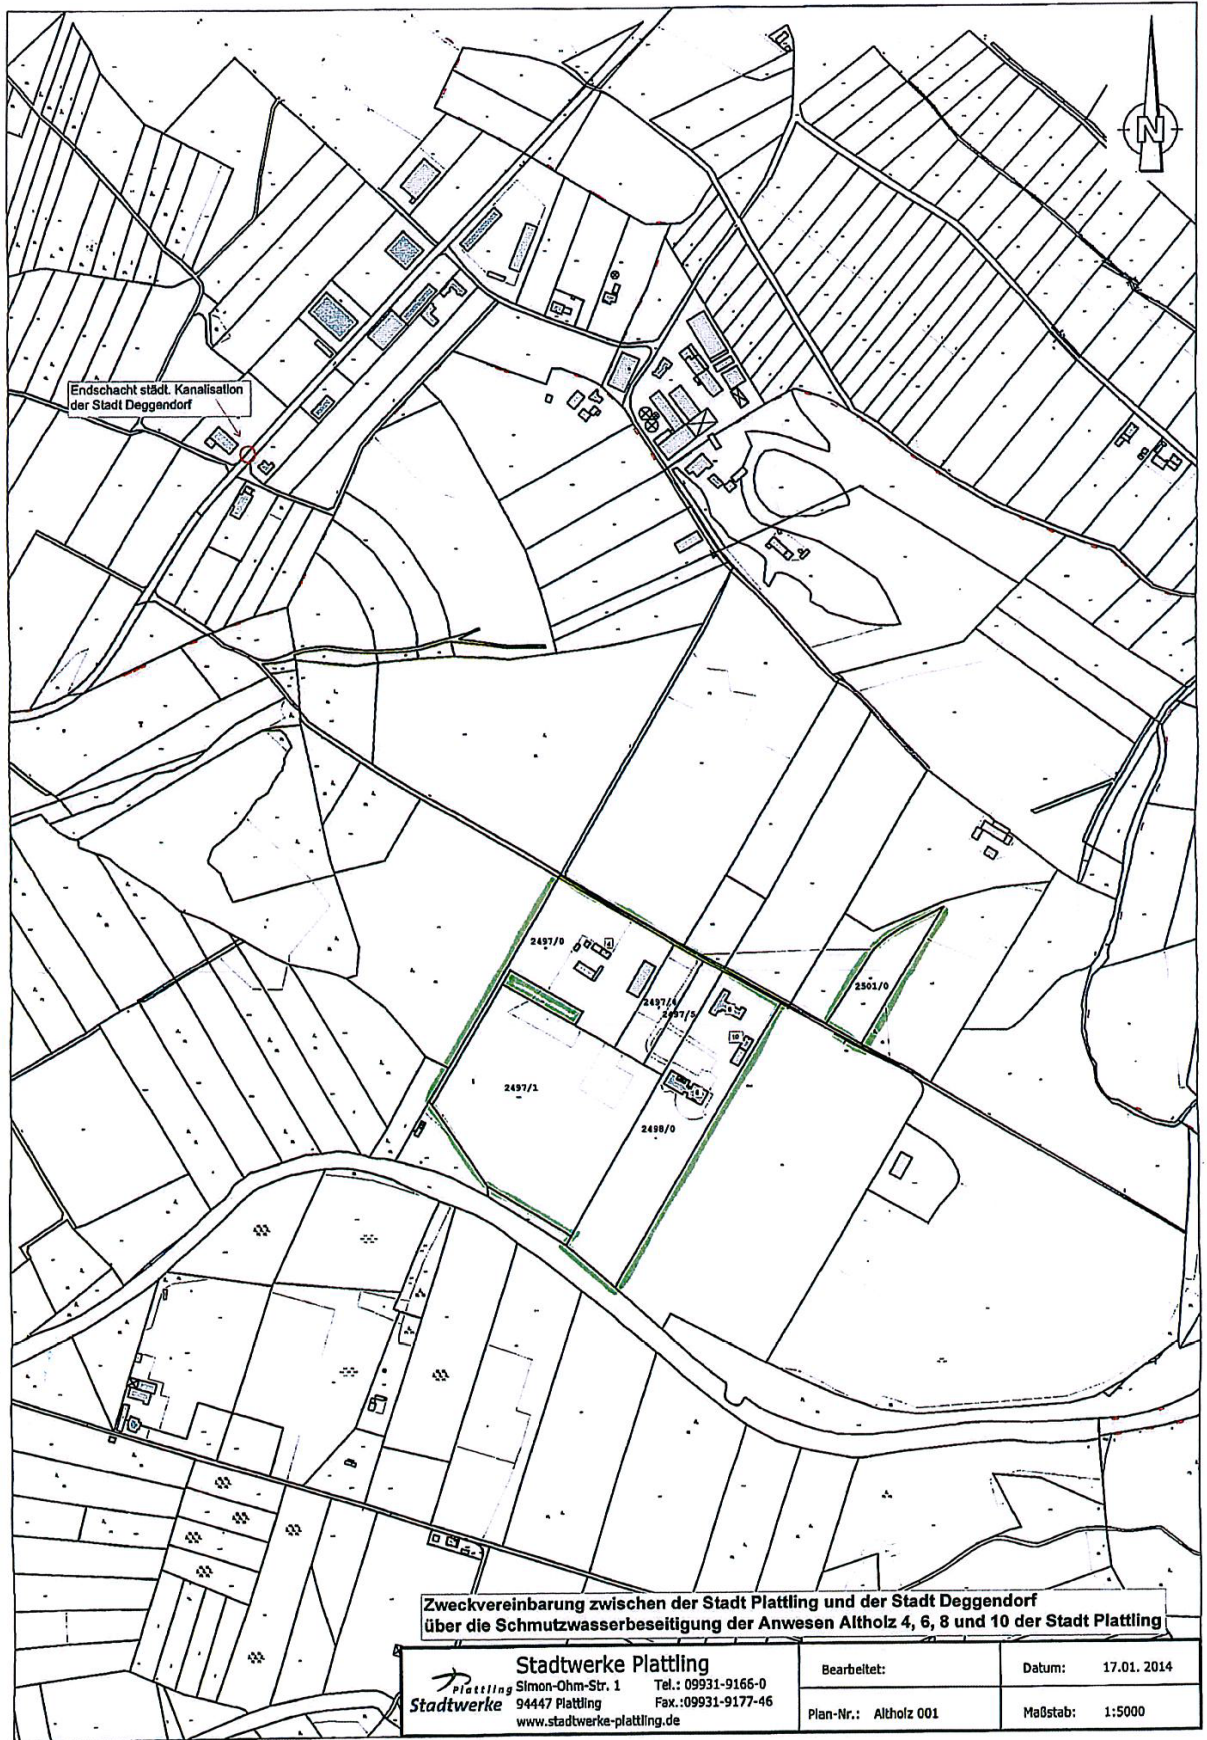 N
Endschacht städt. Kanalisation
der Stadt Deggendorf
2497/0
4
2501/0
2497/4
2497/5
10
2497/1
2498/0
Zweckvereinbarung zwischen der Stadt Plattling und der Stadt Deggendorf
über die Schmutzwasserbeseitigung der Anwesen Altholz 4, 6, 8 und 10 der Stadt Plattling
Plattling
Stadtwerke
Stadtwerke Plattling
Simon-Ohm-Str. 1 Tel.: 09931-9166-0
94447 Plattling Fax.:09931-9177-46
www.stadtwerke-plattling.de
Bearbeitet:
Datum: 17.01. 2014
Plan-Nr.: Altholz 001
Maßstab: 1:5000